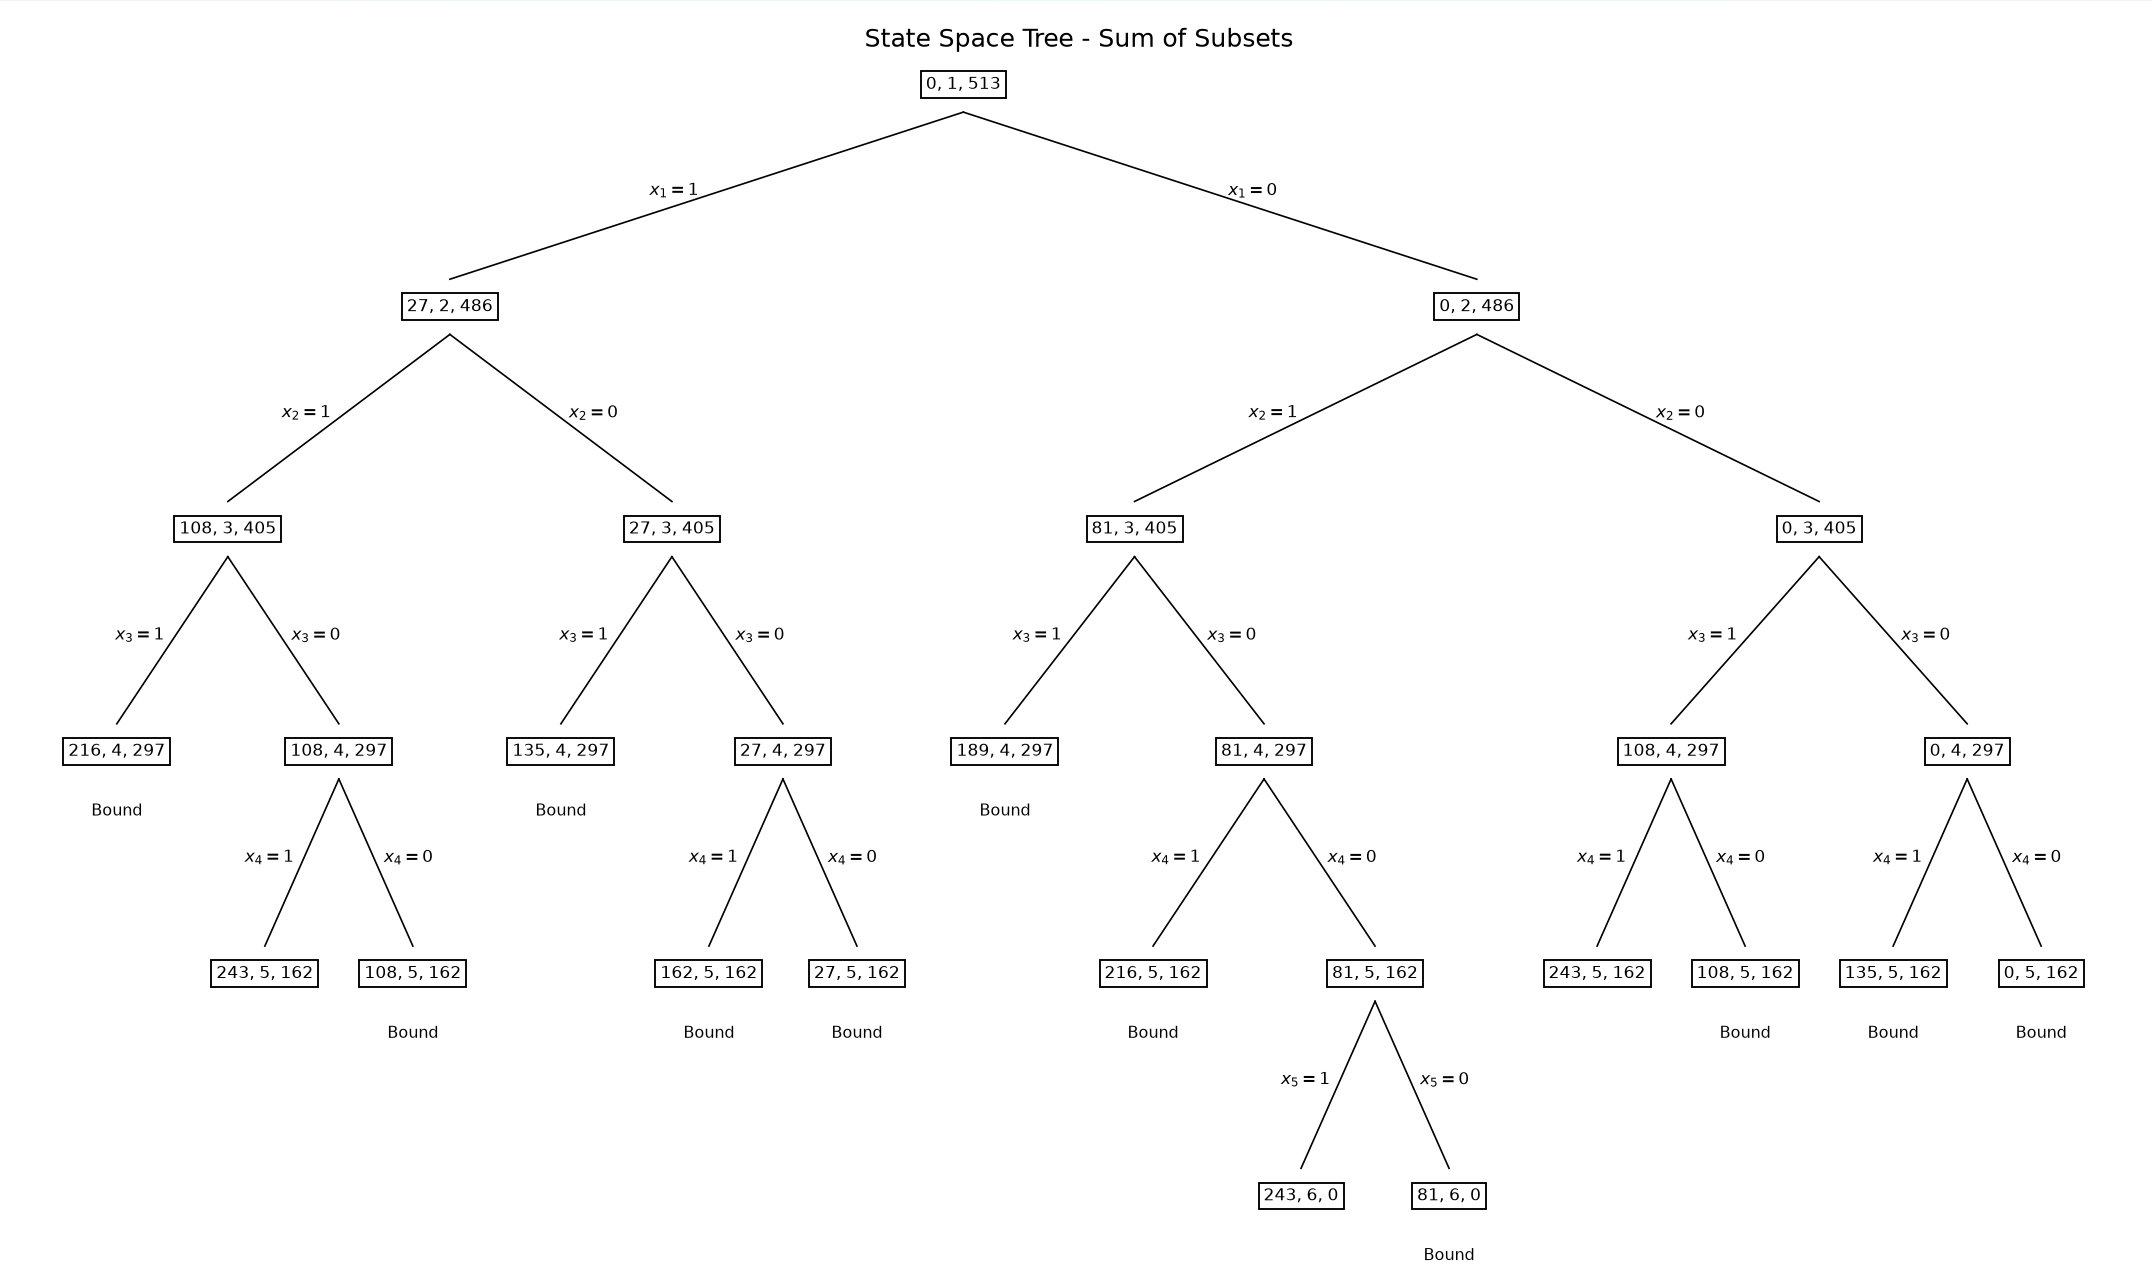 State Space Tree - Sum of Subsets
0, 1, 513
x₁ = 1
x₁ = 0
27, 2, 486
0, 2, 486
x₂ = 1
x₂ = 0
x₂ = 1
x₂ = 0
108, 3, 405
27, 3, 405
81, 3, 405
0, 3, 405
x₃ = 1
x₃ = 0
x₃ = 1
x₃ = 0
x₃ = 1
x₃ = 0
x₃ = 1
x₃ = 0
216, 4, 297
108, 4, 297
135, 4, 297
27, 4, 297
189, 4, 297
81, 4, 297
108, 4, 297
0, 4, 297
Bound
Bound
Bound
x₄ = 1
x₄ = 0
x₄ = 1
x₄ = 0
x₄ = 1
x₄ = 0
x₄ = 1
x₄ = 0
x₄ = 1
x₄ = 0
243, 5, 162
108, 5, 162
162, 5, 162
27, 5, 162
216, 5, 162
81, 5, 162
243, 5, 162
108, 5, 162
135, 5, 162
0, 5, 162
Bound
Bound
Bound
Bound
Bound
Bound
Bound
x₅ = 1
x₅ = 0
243, 6, 0
81, 6, 0
Bound